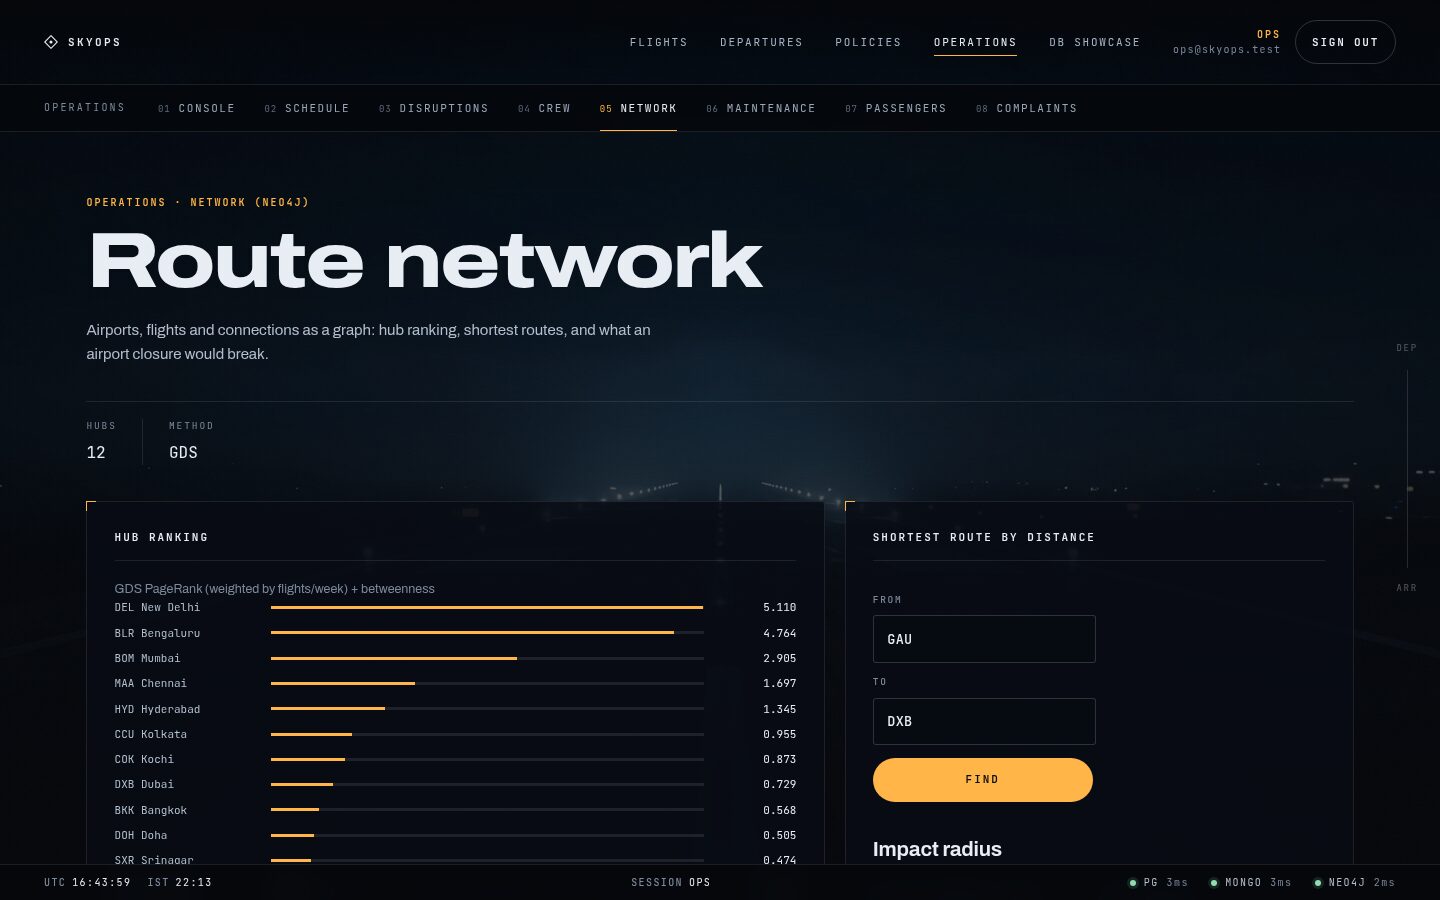 SKYOPS
FLIGHTS DEPARTURES POLICIES OPERATIONS DB SHOWCASE
OPS
ops@skyops.test
SIGN OUT
OPERATIONS 01 CONSOLE 02 SCHEDULE 03 DISRUPTIONS 04 CREW 05 NETWORK 06 MAINTENANCE 07 PASSENGERS 08 COMPLAINTS
OPERATIONS · NETWORK (NEO4J)
Route network
Airports, flights and connections as a graph: hub ranking, shortest routes, and what an
airport closure would break.
DEP
ARR
HUBS
12
METHOD
GDS
HUB RANKING
GDS PageRank (weighted by flights/week) + betweenness
DEL New Delhi 5.110
BLR Bengaluru 4.764
BOM Mumbai 2.905
MAA Chennai 1.697
HYD Hyderabad 1.345
CCU Kolkata 0.955
COK Kochi 0.873
DXB Dubai 0.729
BKK Bangkok 0.568
DOH Doha 0.505
SXR Srinagar 0.474
SHORTEST ROUTE BY DISTANCE
FROM
GAU
TO
DXB
FIND
Impact radius
UTC 16:43:59 IST 22:13
SESSION OPS
PG 3ms MONGO 3ms NEO4J 2ms